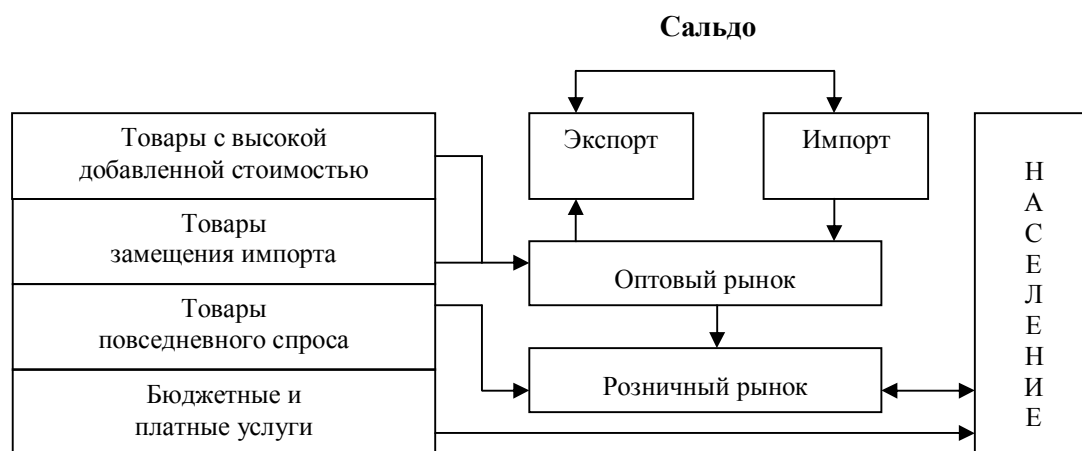 Сальдо
Товары с высокой
добавленной стоимостью
Товары
замещения импорта
Товары
повседневного спроса
Бюджетные и
платные услуги
Экспорт
Импорт
Оптовый рынок
Розничный рынок
Н
А
С
Е
Л
Е
Н
И
Е